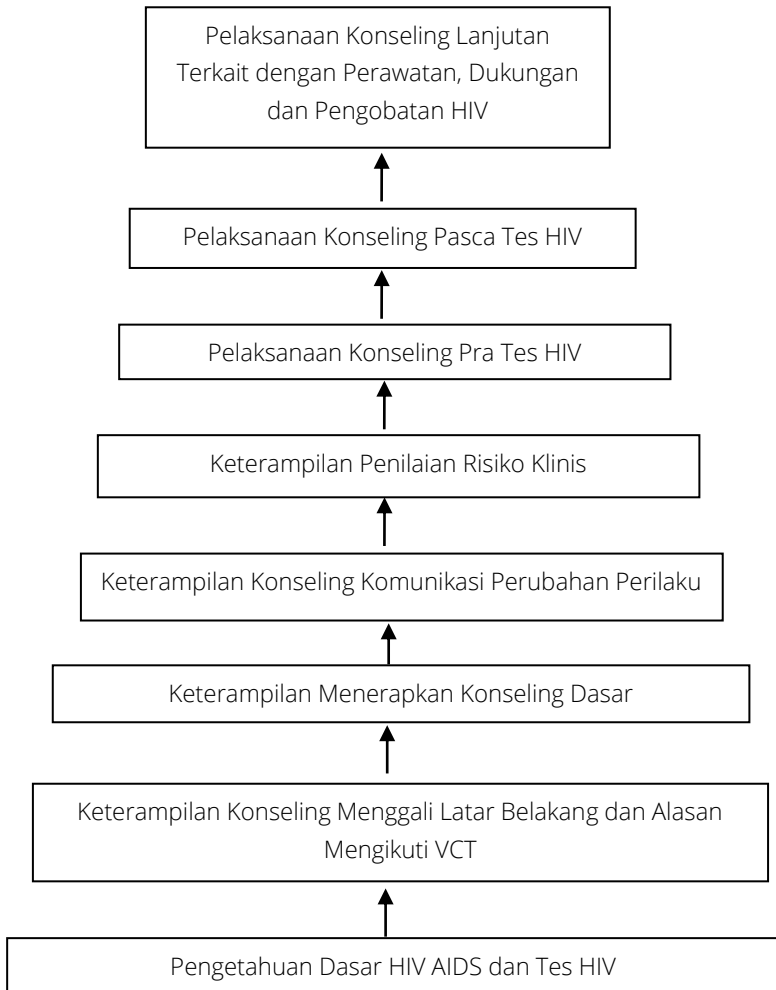 Pelaksanaan Konseling Lanjutan
Terkait dengan Perawatan, Dukungan
dan Pengobatan HIV
Pelaksanaan Konseling Pasca Tes HIV
Pelaksanaan Konseling Pra Tes HIV
Keterampilan Penilaian Risiko Klinis
Keterampilan Konseling Komunikasi Perubahan Perilaku
Keterampilan Menerapkan Konseling Dasar
Keterampilan Konseling Menggali Latar Belakang dan Alasan
Mengikuti VCT
Pengetahuan Dasar HIV AIDS dan Tes HIV